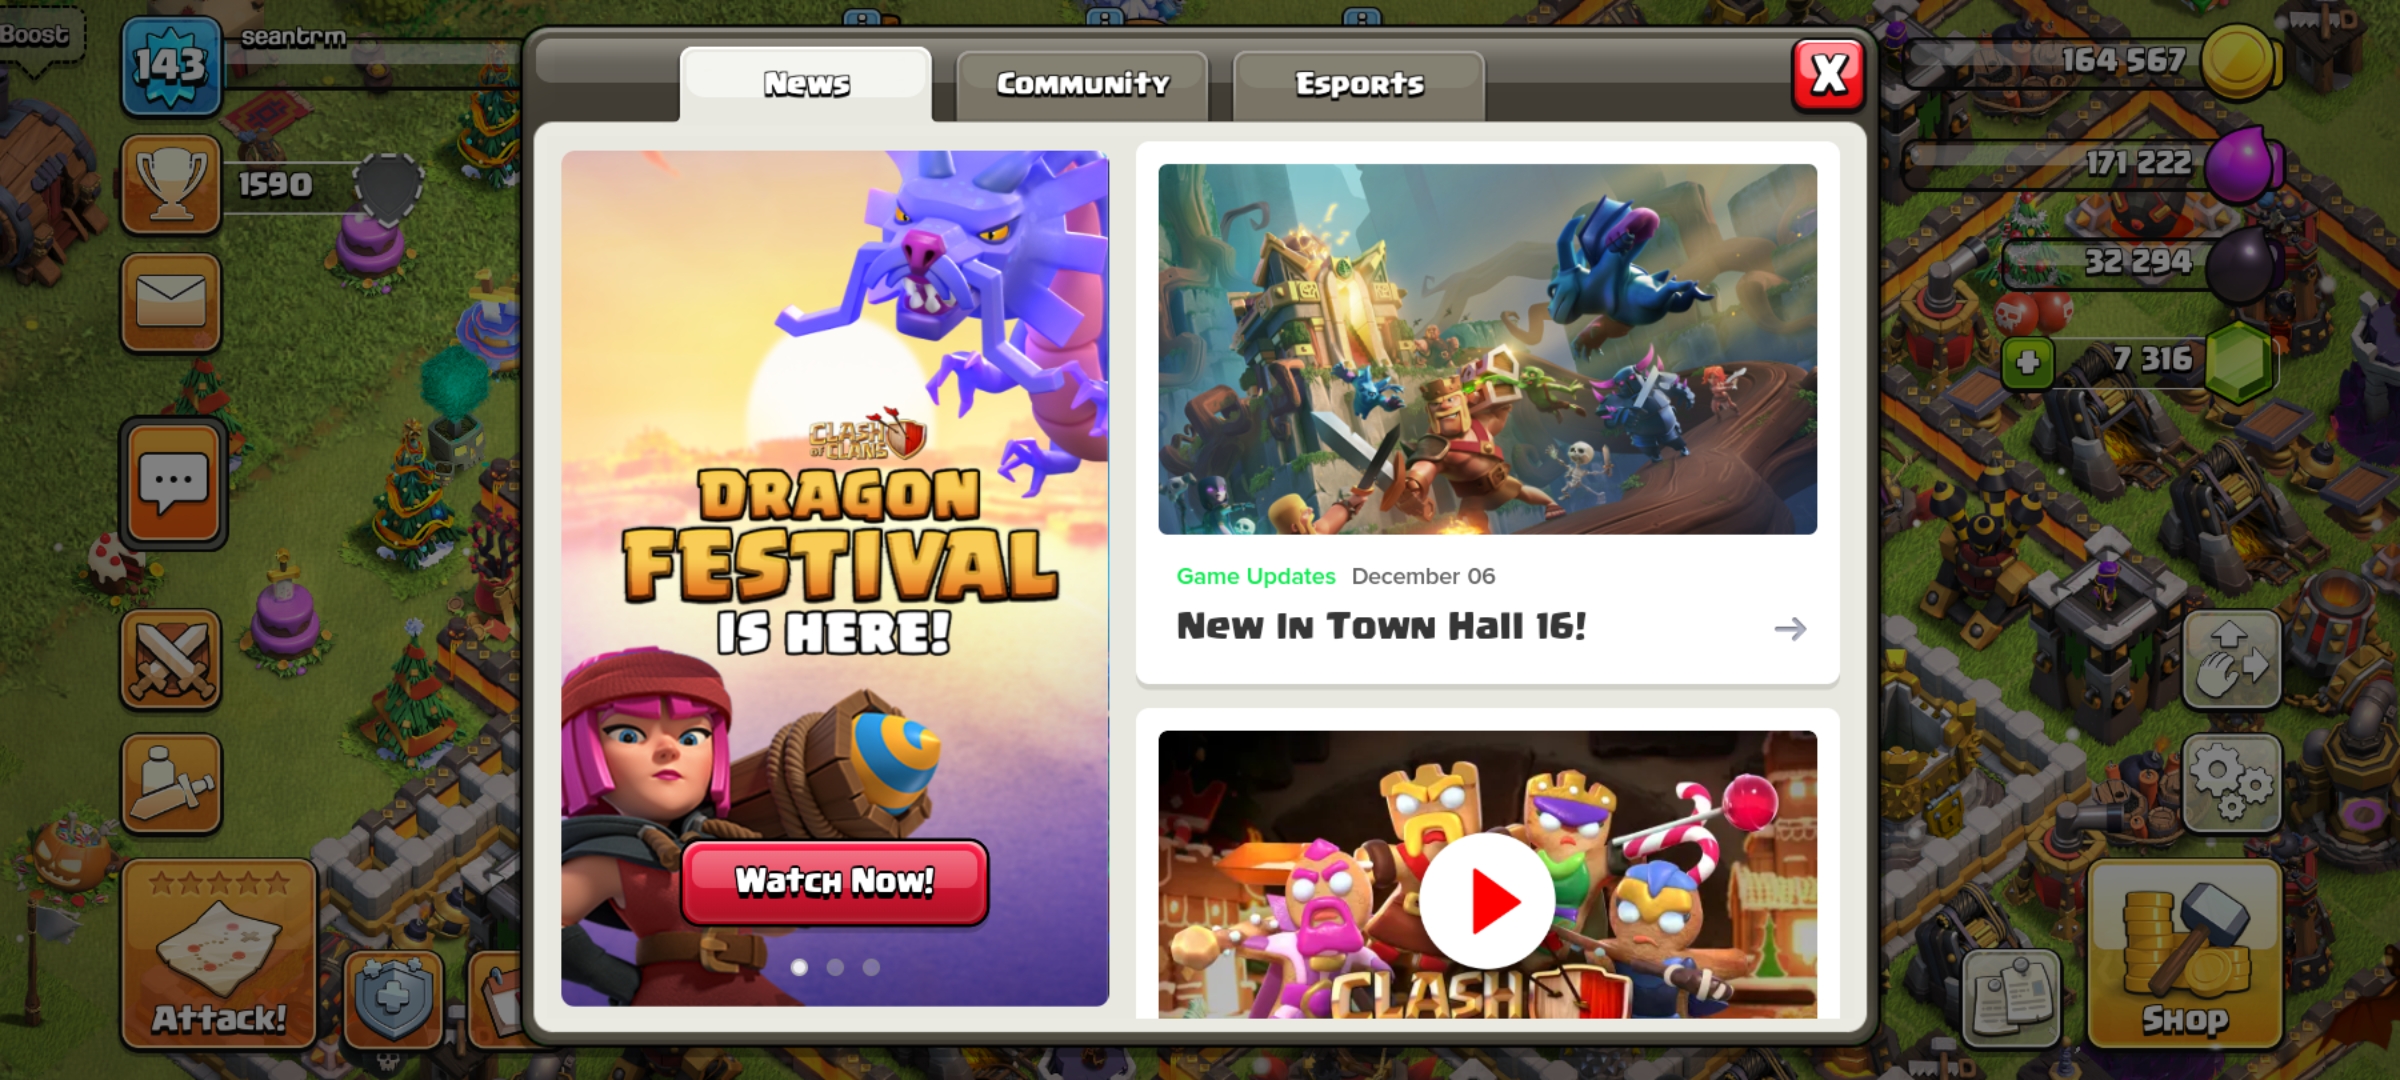 Boost
143
seantrm
1590
News
Community
Esports
X
164 567
171 222
32 294
7 316
CLASH
OF CLANS
DRAGON
FESTIVAL
IS HERE!
Watch Now!
Game Updates December 06
New in Town Hall 16!
CLASH
Attack!
Shop